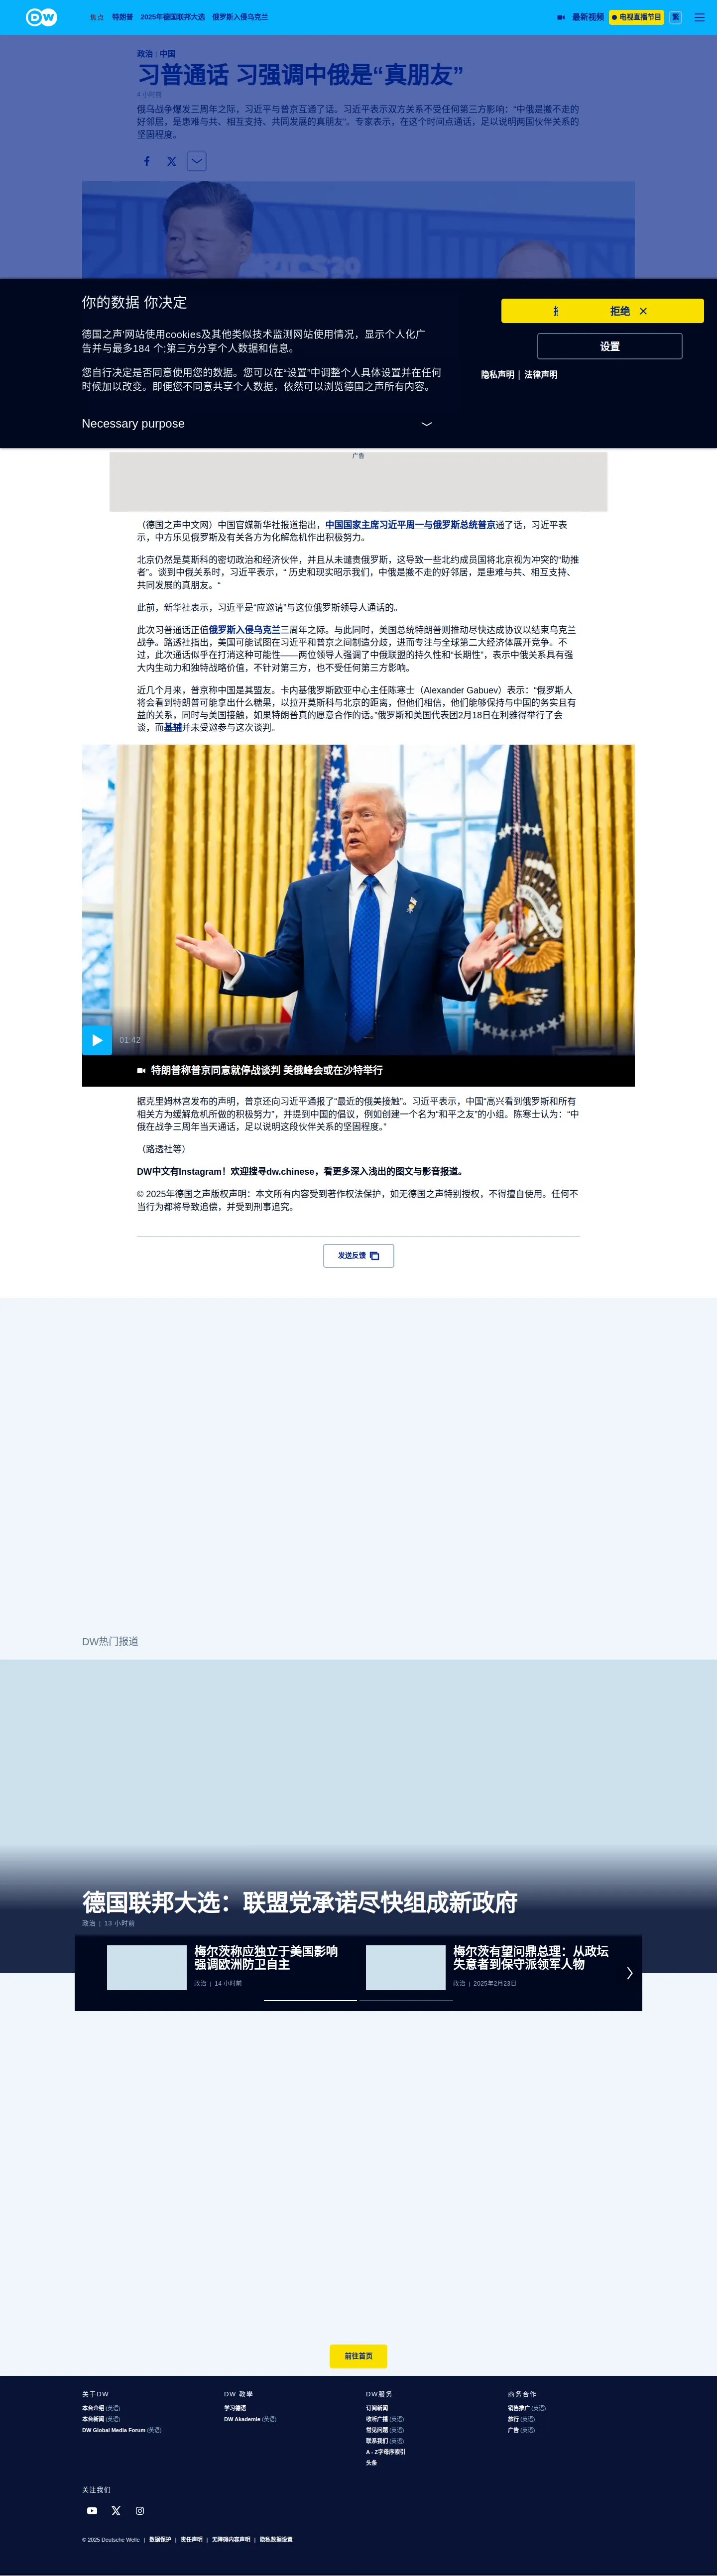 DW
焦点 特朗普 2025年德国联邦大选 俄罗斯入侵乌克兰 最新视频 电视直播节目 繁
政治 | 中国
习普通话 习强调中俄是“真朋友”
4 小时前
俄乌战争爆发三周年之际，习近平与普京互通了话。习近平表示双方关系不受任何第三方影响：“中俄是搬不走的
好邻居，是患难与共、相互支持、共同发展的真朋友”。专家表示，在这个时间点通话，足以说明两国伙伴关系的
坚固程度。
你的数据 你决定
拒绝
德国之声'网站使用cookies及其他类似技术监测网站使用情况，显示个人化广
告并与最多184 个;第三方分享个人数据和信息。
设置
您自行决定是否同意使用您的数据。您可以在“设置”中调整个人具体设置并在任何
时候加以改变。即便您不同意共享个人数据，依然可以浏览德国之声所有内容。
隐私声明 | 法律声明
Necessary purpose
广告
（德国之声中文网）中国官媒新华社报道指出，中国国家主席习近平周一与俄罗斯总统普京通了话，习近平表
示，中方乐见俄罗斯及有关各方为化解危机作出积极努力。
北京仍然是莫斯科的密切政治和经济伙伴，并且从未谴责俄罗斯，这导致一些北约成员国将北京视为冲突的“助推
者”。谈到中俄关系时，习近平表示，“ 历史和现实昭示我们，中俄是搬不走的好邻居，是患难与共、相互支持、
共同发展的真朋友。“
此前，新华社表示，习近平是“应邀请”与这位俄罗斯领导人通话的。
此次习普通话正值俄罗斯入侵乌克兰三周年之际。与此同时，美国总统特朗普则推动尽快达成协议以结束乌克兰
战争。路透社指出，美国可能试图在习近平和普京之间制造分歧，进而专注与全球第二大经济体展开竞争。不
过，此次通话似乎在打消这种可能性——两位领导人强调了中俄联盟的持久性和“长期性”，表示中俄关系具有强
大内生动力和独特战略价值，不针对第三方，也不受任何第三方影响。
近几个月来，普京称中国是其盟友。卡内基俄罗斯欧亚中心主任陈寒士（Alexander Gabuev）表示：“俄罗斯人
将会看到特朗普可能拿出什么糖果，以拉开莫斯科与北京的距离，但他们相信，他们能够保持与中国的务实且有
益的关系，同时与美国接触，如果特朗普真的愿意合作的话。”俄罗斯和美国代表团2月18日在利雅得举行了会
谈，而基辅并未受邀参与这次谈判。
01:42
特朗普称普京同意就停战谈判 美俄峰会或在沙特举行
据克里姆林宫发布的声明，普京还向习近平通报了“最近的俄美接触”。习近平表示，中国“高兴看到俄罗斯和所有
相关方为缓解危机所做的积极努力”，并提到中国的倡议，例如创建一个名为“和平之友”的小组。陈寒士认为：“中
俄在战争三周年当天通话，足以说明这段伙伴关系的坚固程度。”
（路透社等）
DW中文有Instagram！欢迎搜寻dw.chinese，看更多深入浅出的图文与影音报道。
© 2025年德国之声版权声明：本文所有内容受到著作权法保护，如无德国之声特别授权，不得擅自使用。任何不
当行为都将导致追偿，并受到刑事追究。
发送反馈
DW热门报道
德国联邦大选：联盟党承诺尽快组成新政府
政治 | 13 小时前
梅尔茨称应独立于美国影响
强调欧洲防卫自主
政治 | 14 小时前
梅尔茨有望问鼎总理：从政坛
失意者到保守派领军人物
政治 | 2025年2月23日
前往首页
关于DW
本台介绍 (英语)
本台新闻 (英语)
DW Global Media Forum (英语)
DW 教學
学习德语
DW Akademie (英语)
DW服务
订阅新闻
收听广播 (英语)
常见问题 (英语)
联系我们 (英语)
A - Z字母序索引
头条
商务合作
销售推广 (英语)
旅行 (英语)
广告 (英语)
关注我们
© 2025 Deutsche Welle | 数据保护 | 责任声明 | 无障碍内容声明 | 隐私数据设置